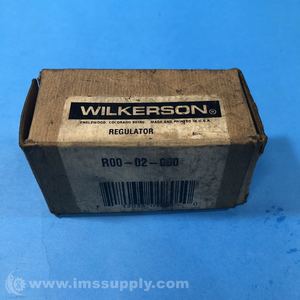 WILKERSON®
ENGLEWOOD, COLORADO 80110 MADE AND PRINTED IN U.S.A.
REGULATOR
R00-02-000
© www.imssupply.com